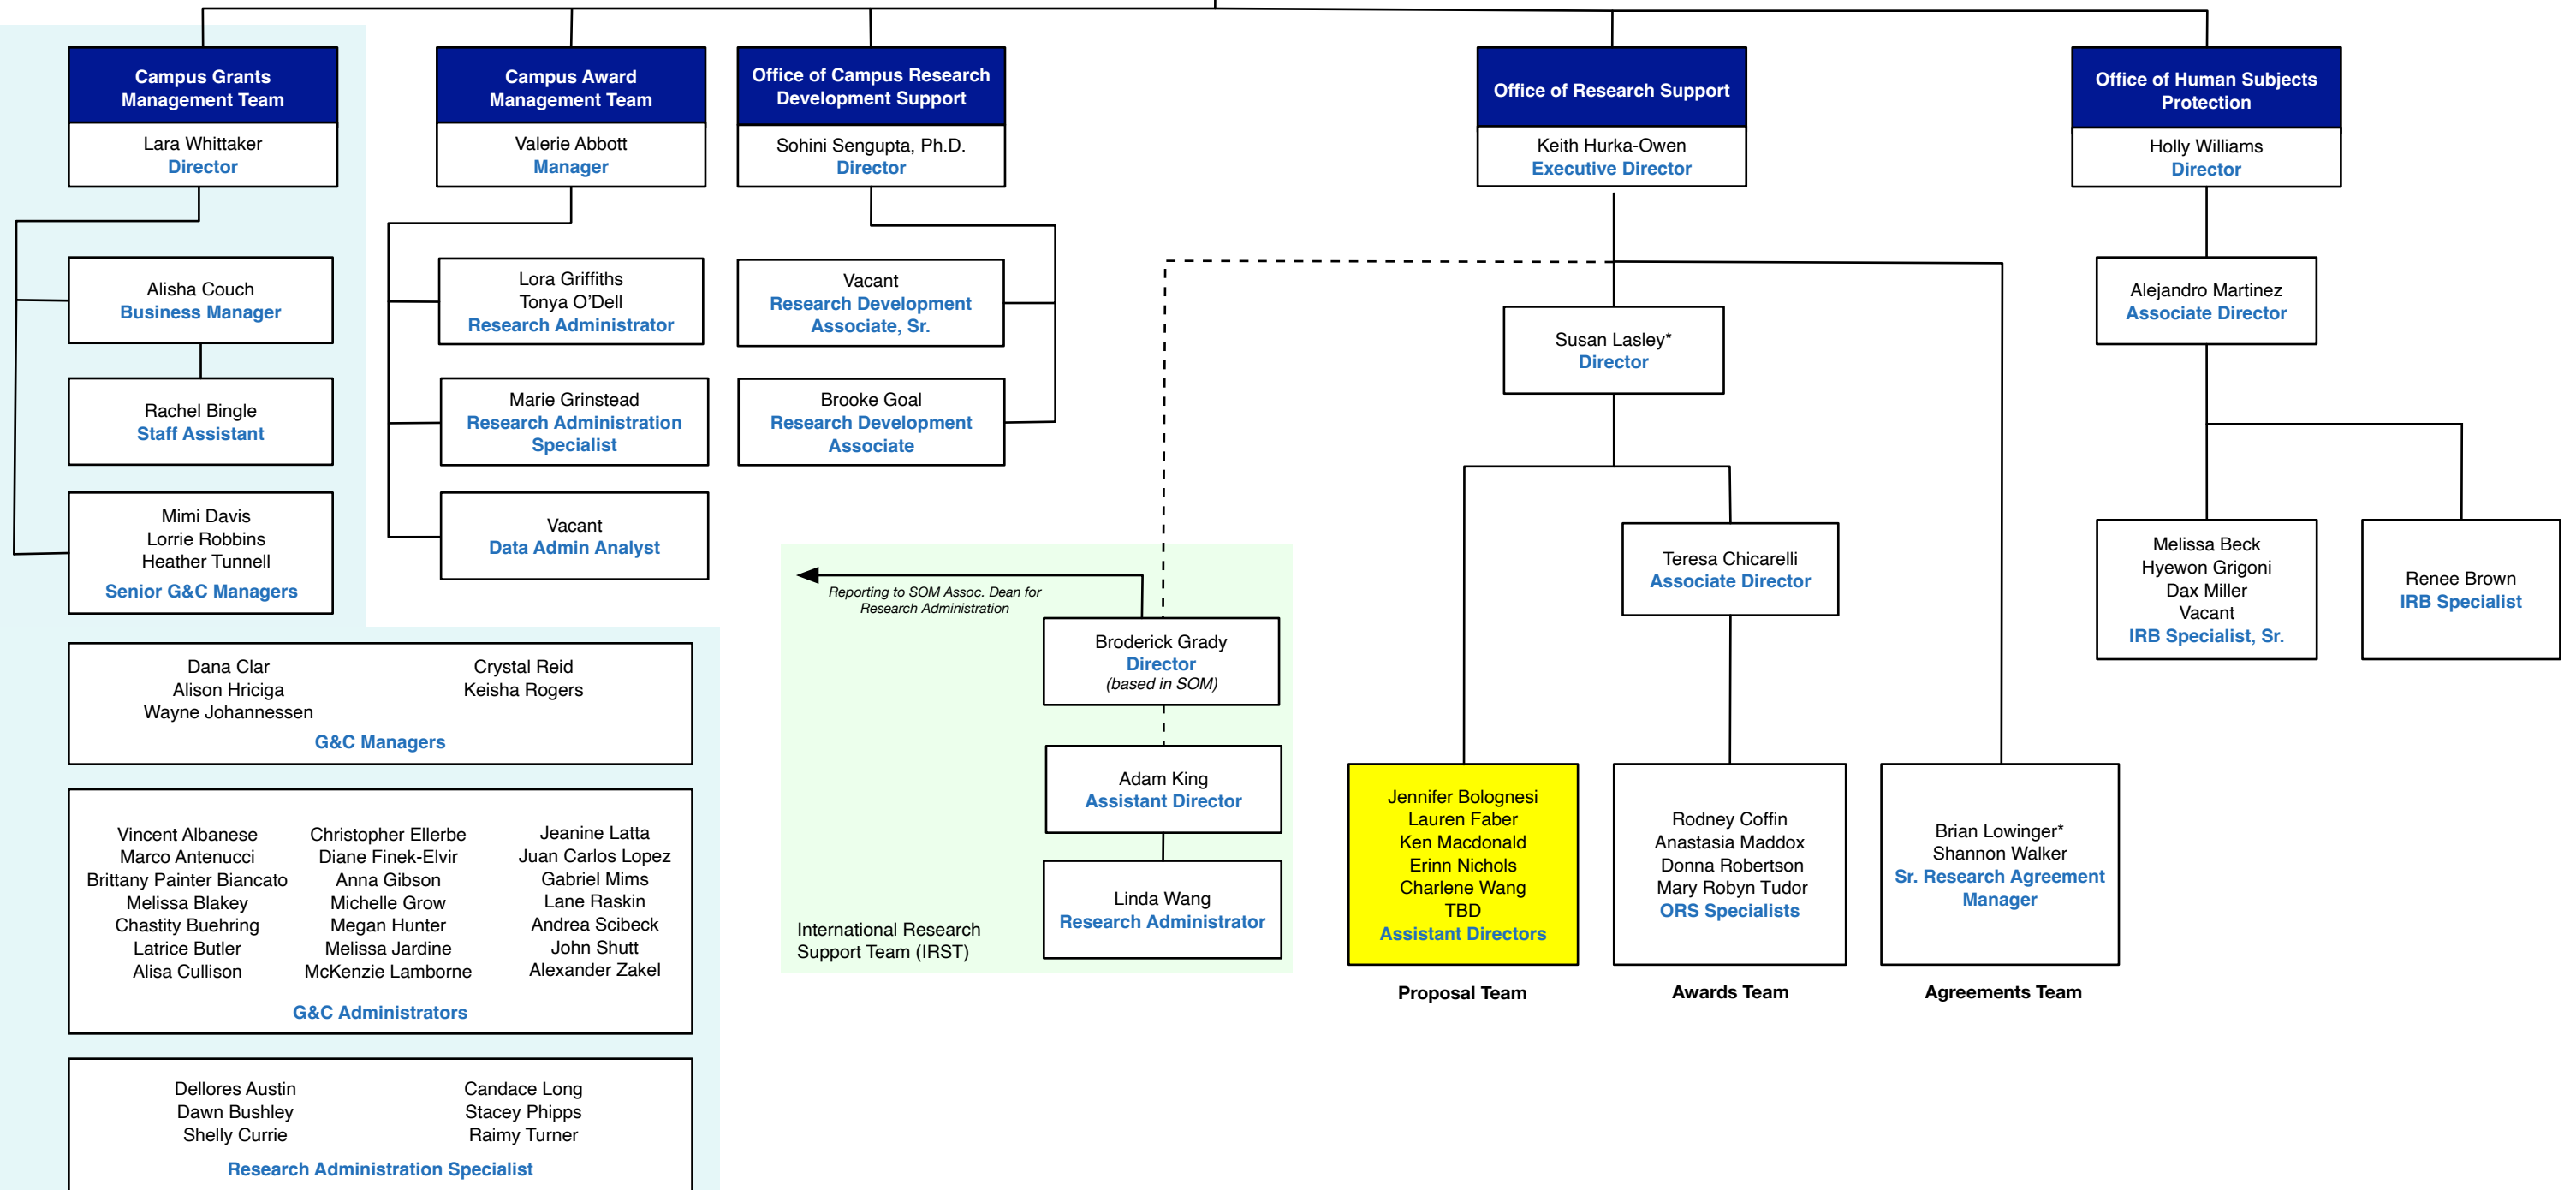 Campus Grants
Management Team
Lara Whittaker
Director
Alisha Couch
Business Manager
Rachel Bingle
Staff Assistant
Mimi Davis
Lorrie Robbins
Heather Tunnell
Senior G&C Managers
Dana Clar
Alison Hriciga
Wayne Johannessen
Crystal Reid
Keisha Rogers
G&C Managers
Vincent Albanese
Marco Antenucci
Brittany Painter Biancato
Melissa Blakey
Chastity Buehring
Latrice Butler
Alisa Cullison
Christopher Ellerbe
Diane Finek-Elvir
Anna Gibson
Michelle Grow
Megan Hunter
Melissa Jardine
McKenzie Lamborne
Jeanine Latta
Juan Carlos Lopez
Gabriel Mims
Lane Raskin
Andrea Scibeck
John Shutt
Alexander Zakel
G&C Administrators
Dellores Austin
Dawn Bushley
Shelly Currie
Candace Long
Stacey Phipps
Raimy Turner
Research Administration Specialist
Campus Award
Management Team
Valerie Abbott
Manager
Lora Griffiths
Tonya O’Dell
Research Administrator
Marie Grinstead
Research Administration
Specialist
Vacant
Data Admin Analyst
Office of Campus Research
Development Support
Sohini Sengupta, Ph.D.
Director
Vacant
Research Development
Associate, Sr.
Brooke Goal
Research Development
Associate
Office of Research Support
Keith Hurka-Owen
Executive Director
Reporting to SOM Assoc. Dean for
Research Administration
Broderick Grady
Director
(based in SOM)
Adam King
Assistant Director
Linda Wang
Research Administrator
International Research
Support Team (IRST)
Susan Lasley*
Director
Teresa Chicarelli
Associate Director
Jennifer Bolognesi
Lauren Faber
Ken Macdonald
Erinn Nichols
Charlene Wang
TBD
Assistant Directors
Proposal Team
Rodney Coffin
Anastasia Maddox
Donna Robertson
Mary Robyn Tudor
ORS Specialists
Awards Team
Brian Lowinger*
Shannon Walker
Sr. Research Agreement
Manager
Agreements Team
Office of Human Subjects
Protection
Holly Williams
Director
Alejandro Martinez
Associate Director
Melissa Beck
Hyewon Grigoni
Dax Miller
Vacant
IRB Specialist, Sr.
Renee Brown
IRB Specialist